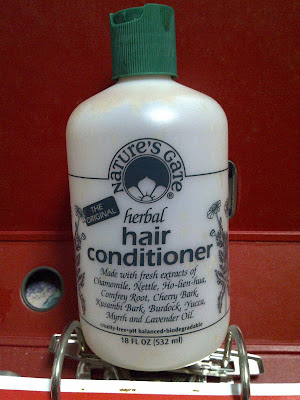 NATURE'S GATE®
THE
ORIGINAL
herbal
hair
conditioner
Made with fresh extracts of
Chamomile, Nettle, Ho-lien-hua,
Comfrey Root, Cherry Bark,
Kusambi Bark, Burdock, Yucca,
Myrrh and Lavender Oil.
cruelty-free•pH balanced•biodegradable
18 FL OZ (532 ml)